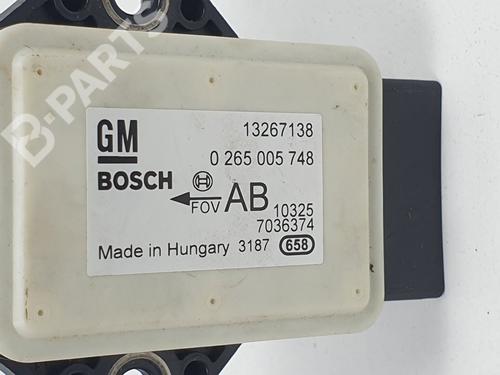 B-PARTS
GM 13267138
0 265 005 748
BOSCH
FOV AB 10325
7036374
Made in Hungary 3187 658